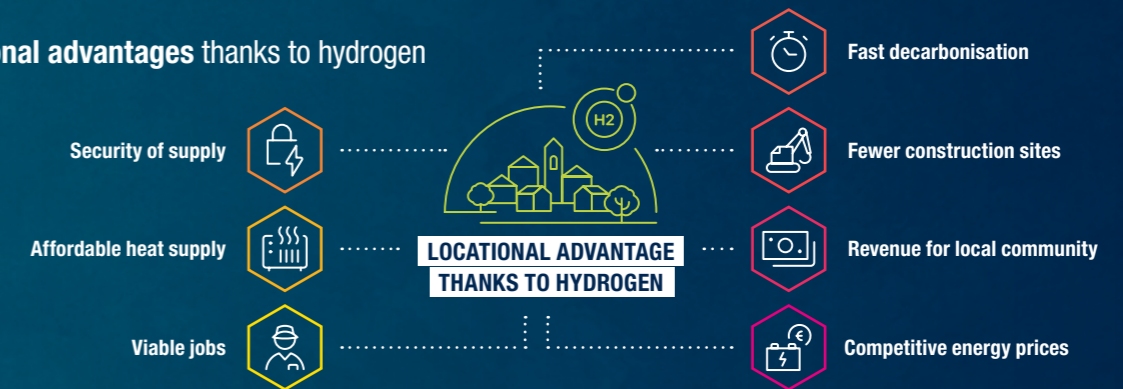 onal advantages thanks to hydrogen
Security of supply
Affordable heat supply
Viable jobs
H2
LOCATIONAL ADVANTAGE
THANKS TO HYDROGEN
Fast decarbonisation
Fewer construction sites
Revenue for local community
€
Competitive energy prices